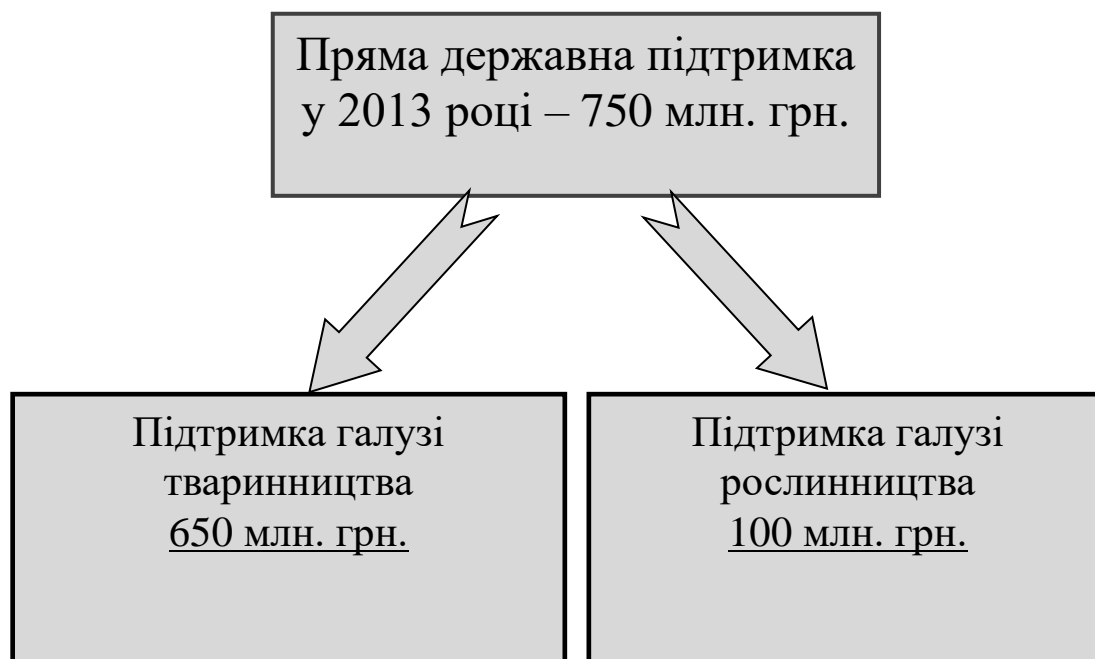 Пряма державна підтримка
у 2013 році – 750 млн. грн.
Підтримка галузі
тваринництва
650 млн. грн.
Підтримка галузі
рослинництва
100 млн. грн.